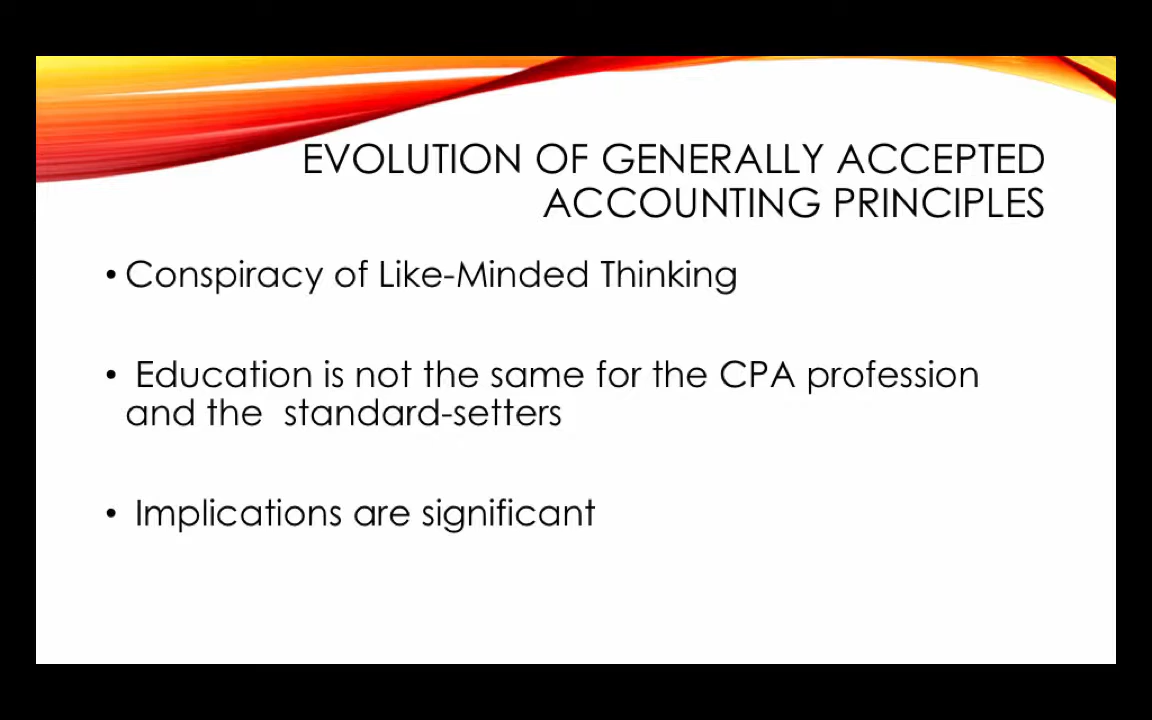 EVOLUTION OF GENERALLY ACCEPTED
ACCOUNTING PRINCIPLES
• Conspiracy of Like-Minded Thinking
• Education is not the same for the CPA profession
and the  standard-setters
• Implications are significant